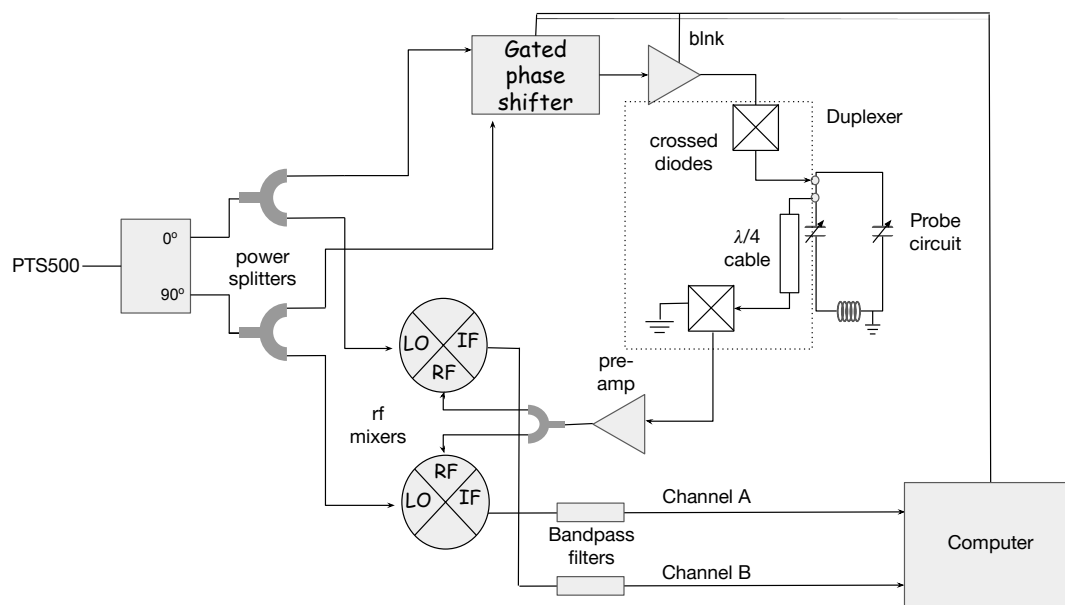 Gated
phase
shifter
blnk
Duplexer
crossed
diodes
0º
PTS500
90º
power
splitters
λ/4
cable
Probe
circuit
LO
IF
RF
pre-
amp
rf
mixers
RF
LO
IF
Channel A
Bandpass
filters
Computer
Channel B